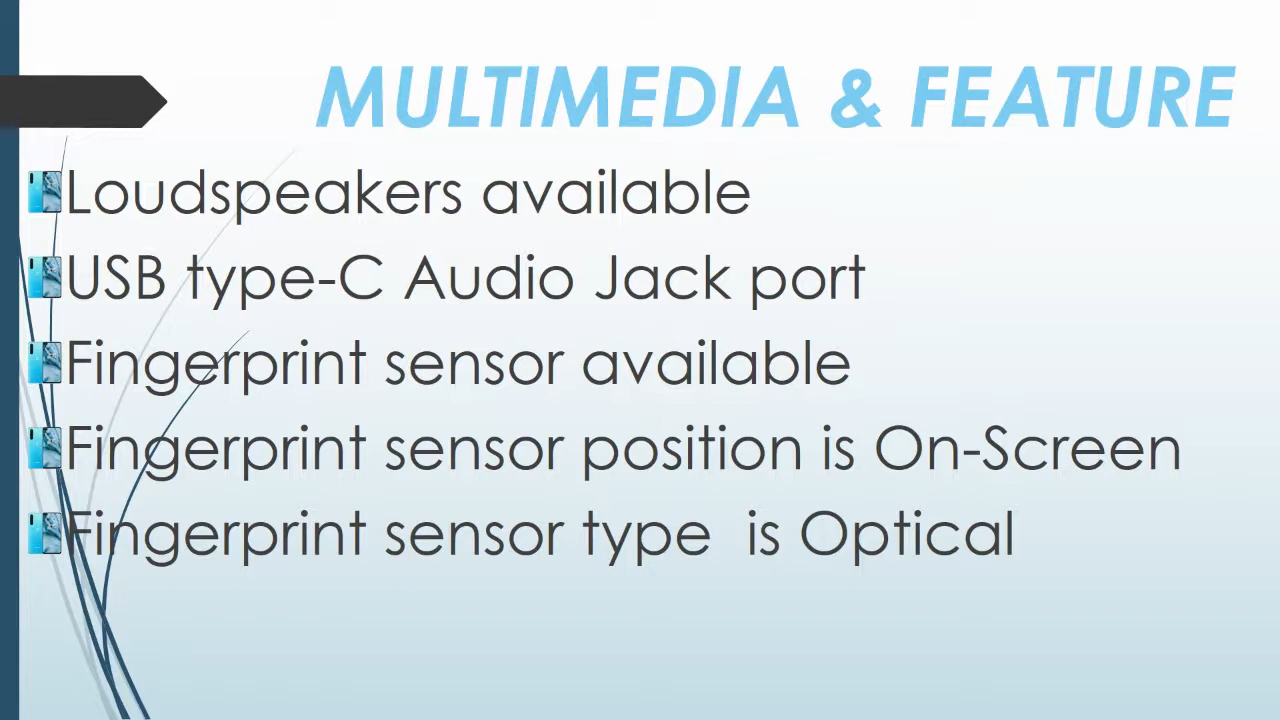 MULTIMEDIA & FEATURE
Loudspeakers available
USB type-C Audio Jack port
Fingerprint sensor available
Fingerprint sensor position is On-Screen
Fingerprint sensor type  is Optical